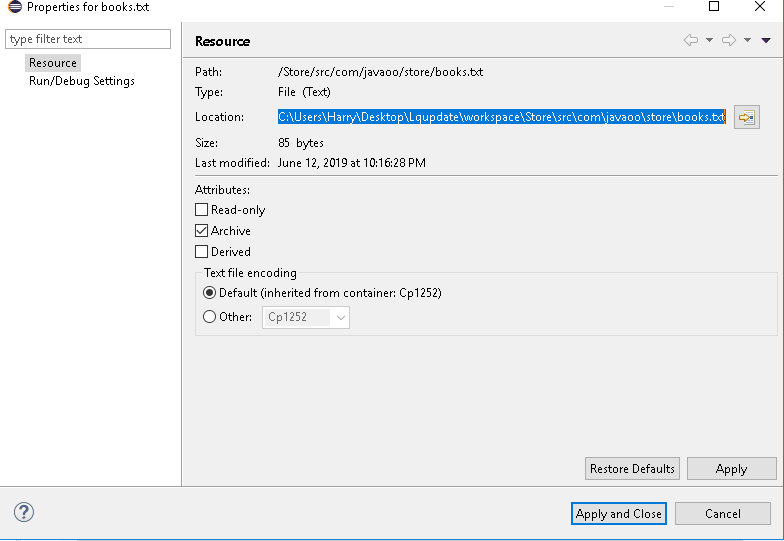 Properties for books.txt
type filter text
Resource
Run/Debug Settings
Resource
Path: /Store/src/com/javaoo/store/books.txt
Type: File (Text)
Location: C:\Users\Harry\Desktop\Lqupdate\workspace\Store\src\com\javaoo\store\books.txt
Size: 85 bytes
Last modified: June 12, 2019 at 10:16:28 PM
Attributes:
Read-only
Archive
Derived
Text file encoding
Default (inherited from container: Cp1252)
Other: Cp1252
Restore Defaults Apply
? Apply and Close Cancel